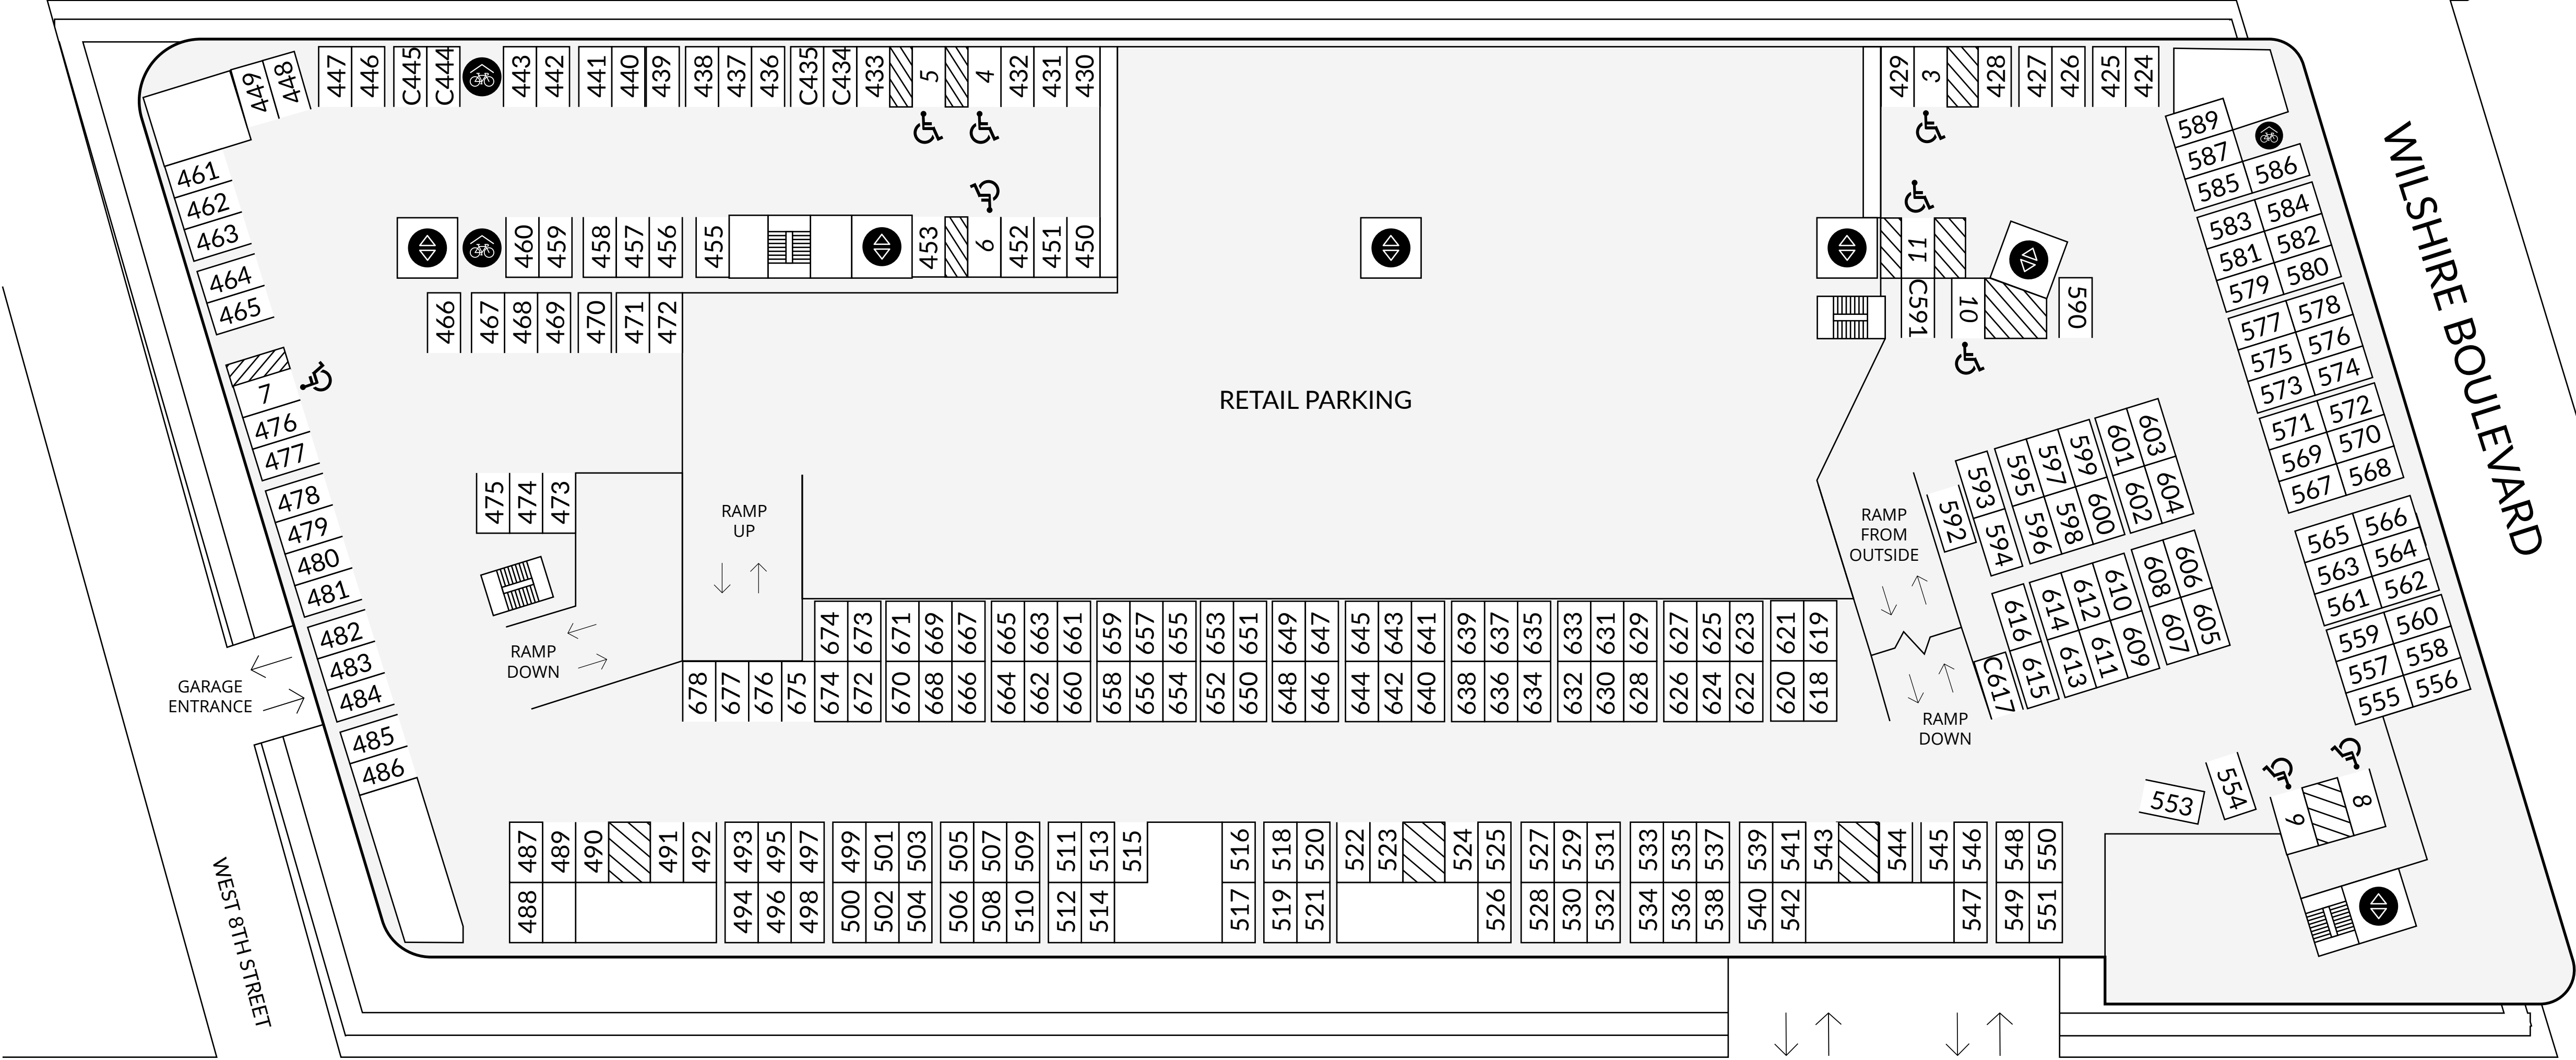 449 448 447 446 C445 C444 443 442 441 440 439 438 437 436 C435 C434 433 5 4 432 431 430 429 3 428 427 426 425 424
589
587
585 586
583 584
581 582
579 580
577 578
575 576
573 574
571 572
569 570
567 568
565 566
563 564
561 562
559 560
557 558
555 556
WILSHIRE BOULEVARD
461
462
463
464
465
460 459 458 457 456 455 453 6 452 451 450 11
466 467 468 469 470 471 472 C591 10 590
7
476
477
478
479
480
481
482
483
484
485
486
RETAIL PARKING
475 474 473
RAMP
UP
RAMP
FROM
OUTSIDE
592 593 595 597 599 601 603
594 596 598 600 602 604
616 614 612 610 608 606
C617 615 613 611 609 607 605
RAMP
DOWN
GARAGE
ENTRANCE
674 673 671 669 667 665 663 661 659 657 655 653 651 649 647 645 643 641 639 637 635 633 631 629 627 625 623 621 619
678 677 676 675 674 672 670 668 666 664 662 660 658 656 654 652 650 648 646 644 642 640 638 636 634 632 630 628 626 624 622 620 618
RAMP
DOWN
553 554 9 8
487 489 490 491 492 493 495 497 499 501 503 505 507 509 511 513 515 516 518 520 522 523 524 525 527 529 531 533 535 537 539 541 543 544 545 546 548 550
488 494 496 498 500 502 504 506 508 510 512 514 517 519 521 526 528 530 532 534 536 538 540 542 547 549 551
WEST 8TH STREET